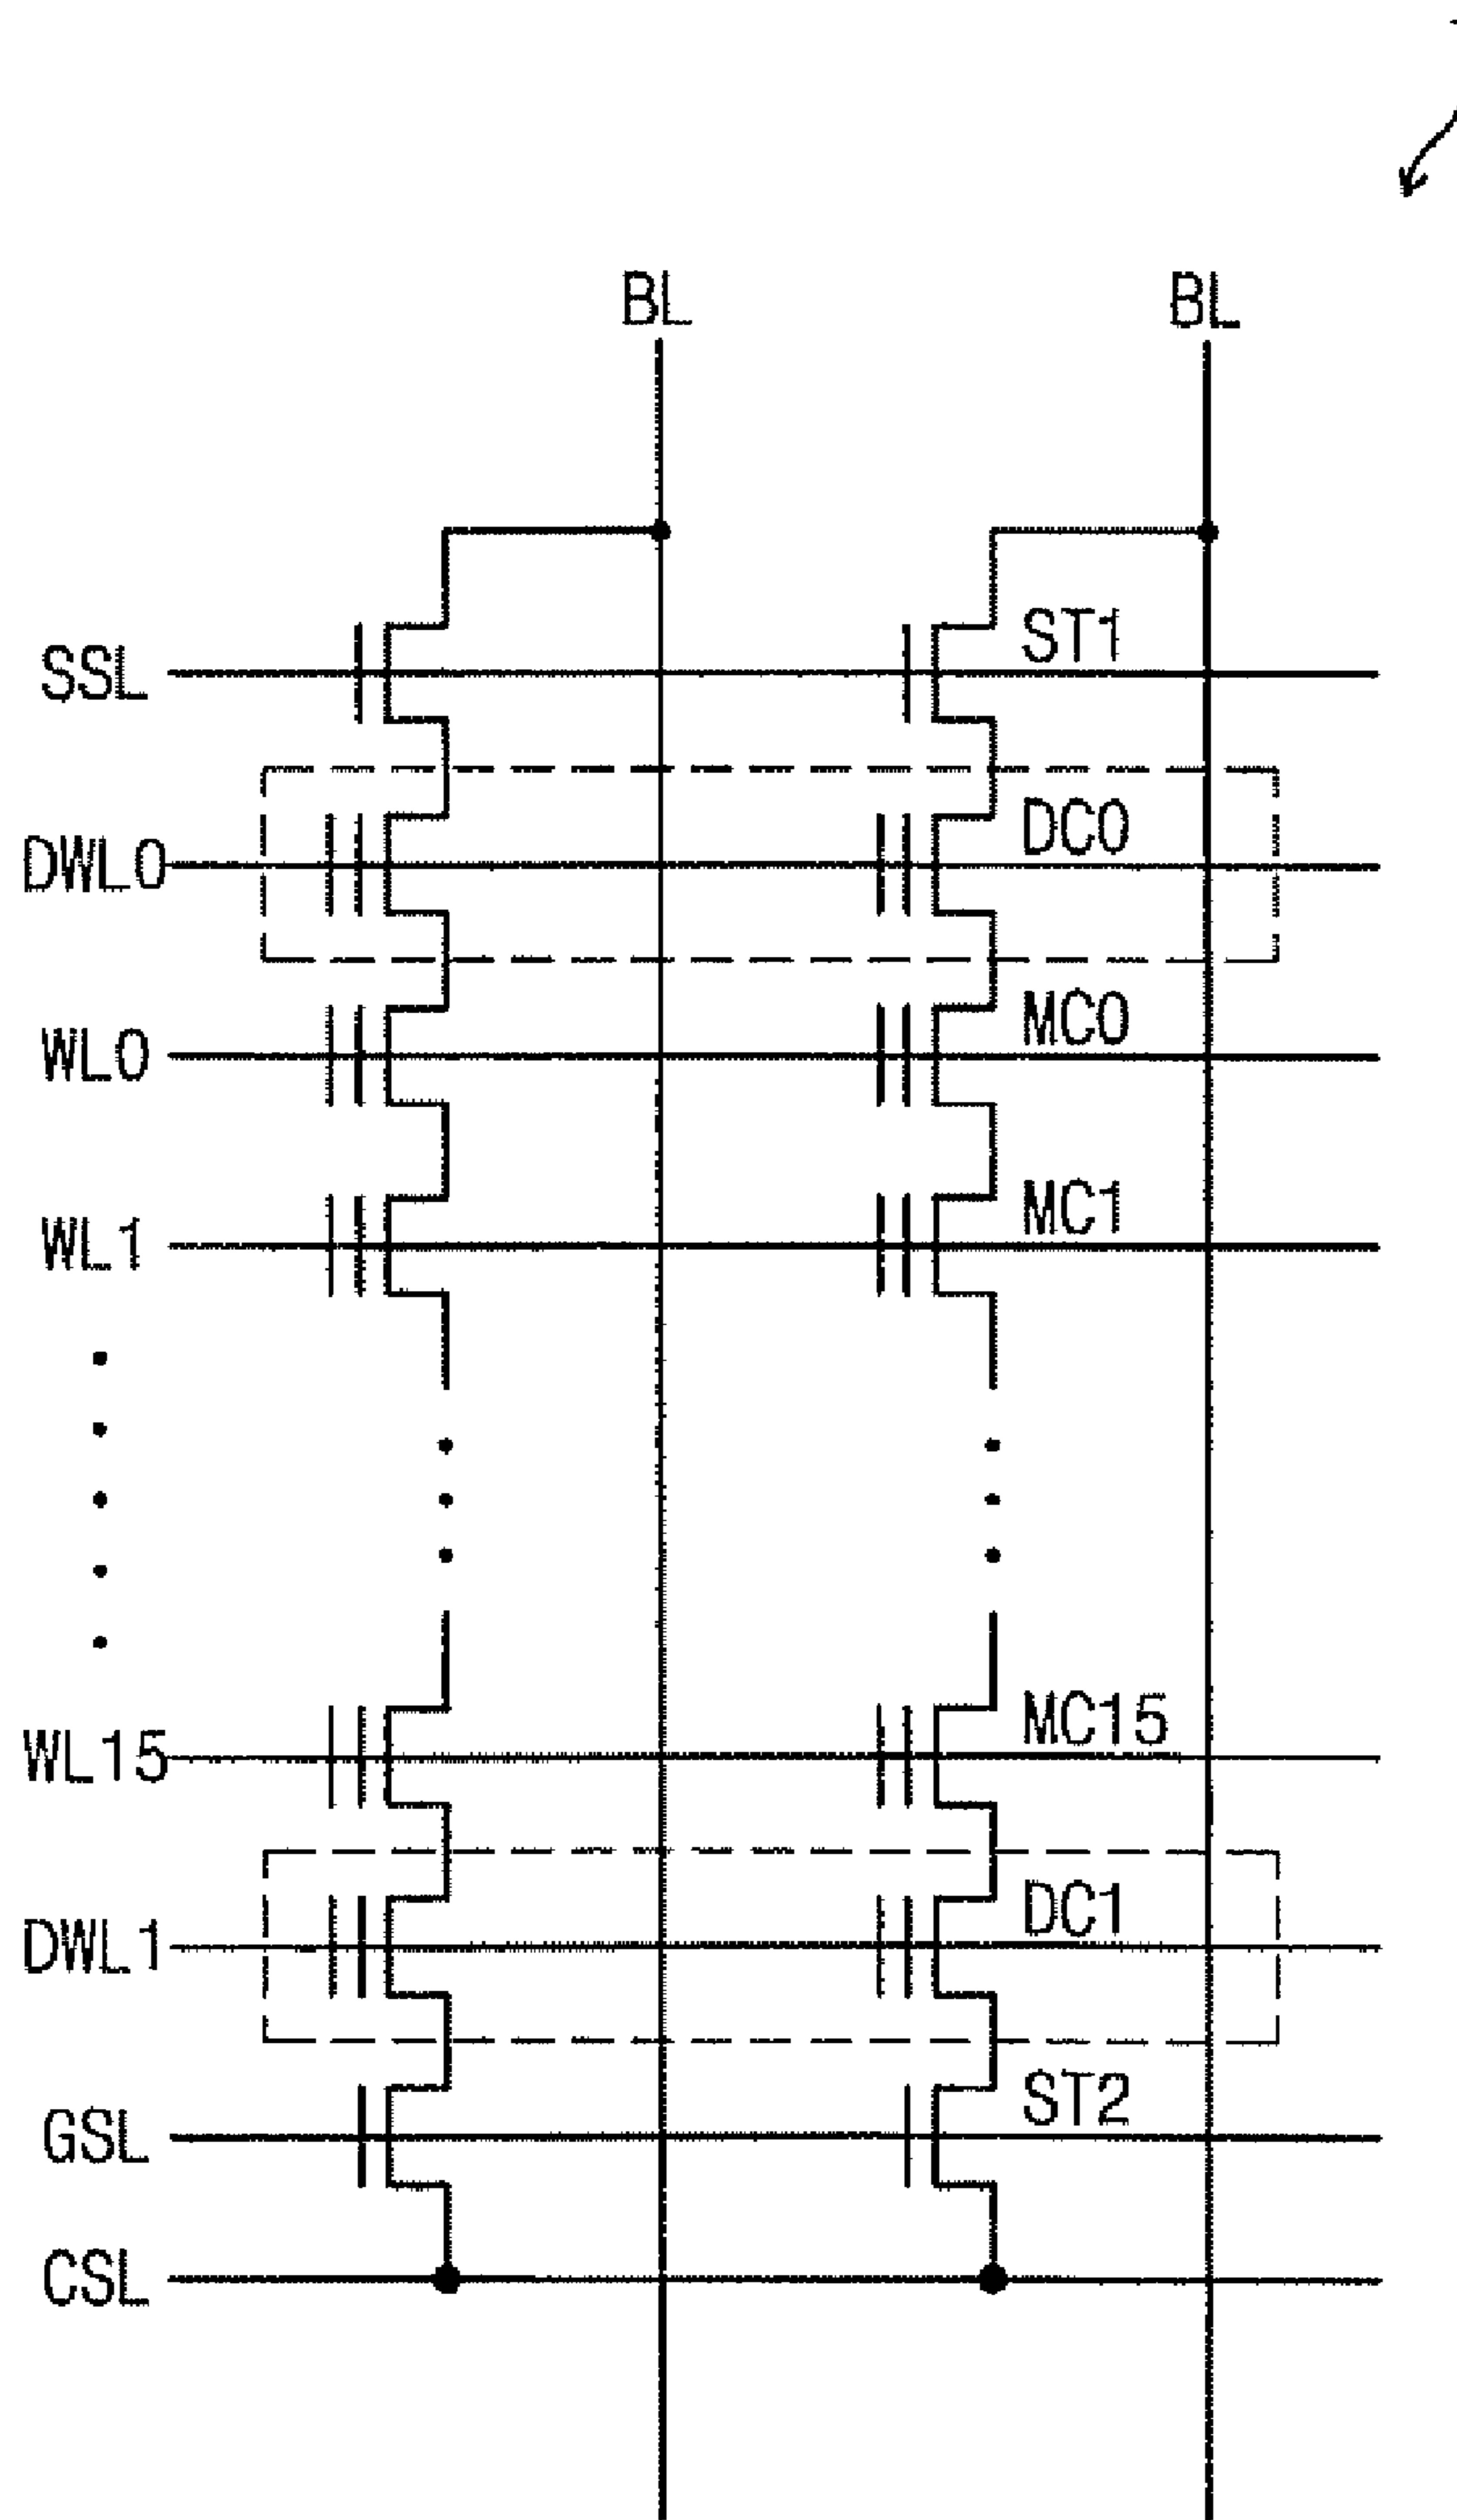 BL BL
ST1
SSL
DC0
DWL0
MC0
WL0
MC1
WL1
MC15
WL15
DC1
DWL1
ST2
GSL
CSL